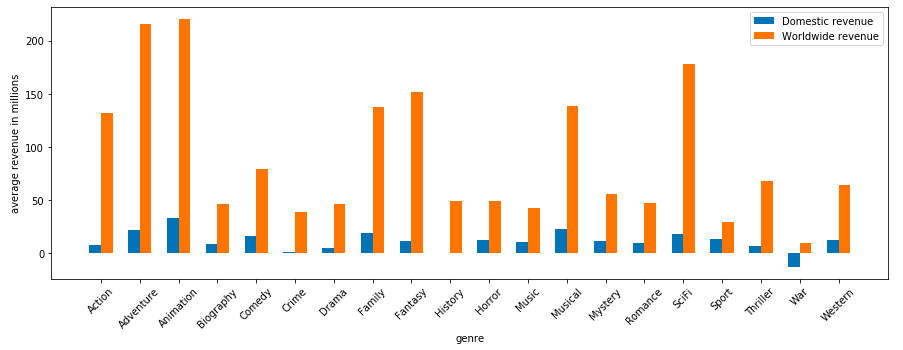 Domestic revenue
Worldwide revenue
average revenue in millions
200
150
100
50
0
Action
Adventure
Animation
Biography
Comedy
Crime
Drama
Family
Fantasy
History
Horror
Music
Musical
Mystery
Romance
SciFi
Sport
Thriller
War
Western
genre